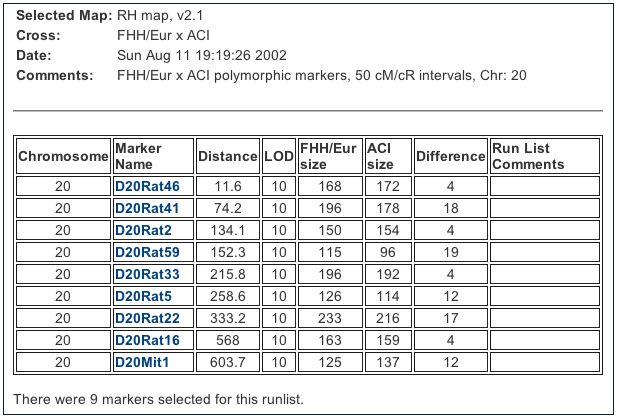 Selected Map: RH map, v2.1
Cross: FHH/Eur x ACI
Date: Sun Aug 11 19:19:26 2002
Comments: FHH/Eur x ACI polymorphic markers, 50 cM/cR intervals, Chr: 20
Chromosome Marker Name Distance LOD FHH/Eur size ACI size Difference Run List Comments
20 D20Rat46 11.6 10 168 172 4
20 D20Rat41 74.2 10 196 178 18
20 D20Rat2 134.1 10 150 154 4
20 D20Rat59 152.3 10 115 96 19
20 D20Rat33 215.8 10 196 192 4
20 D20Rat5 258.6 10 126 114 12
20 D20Rat22 333.2 10 233 216 17
20 D20Rat16 568 10 163 159 4
20 D20Mit1 603.7 10 125 137 12
There were 9 markers selected for this runlist.